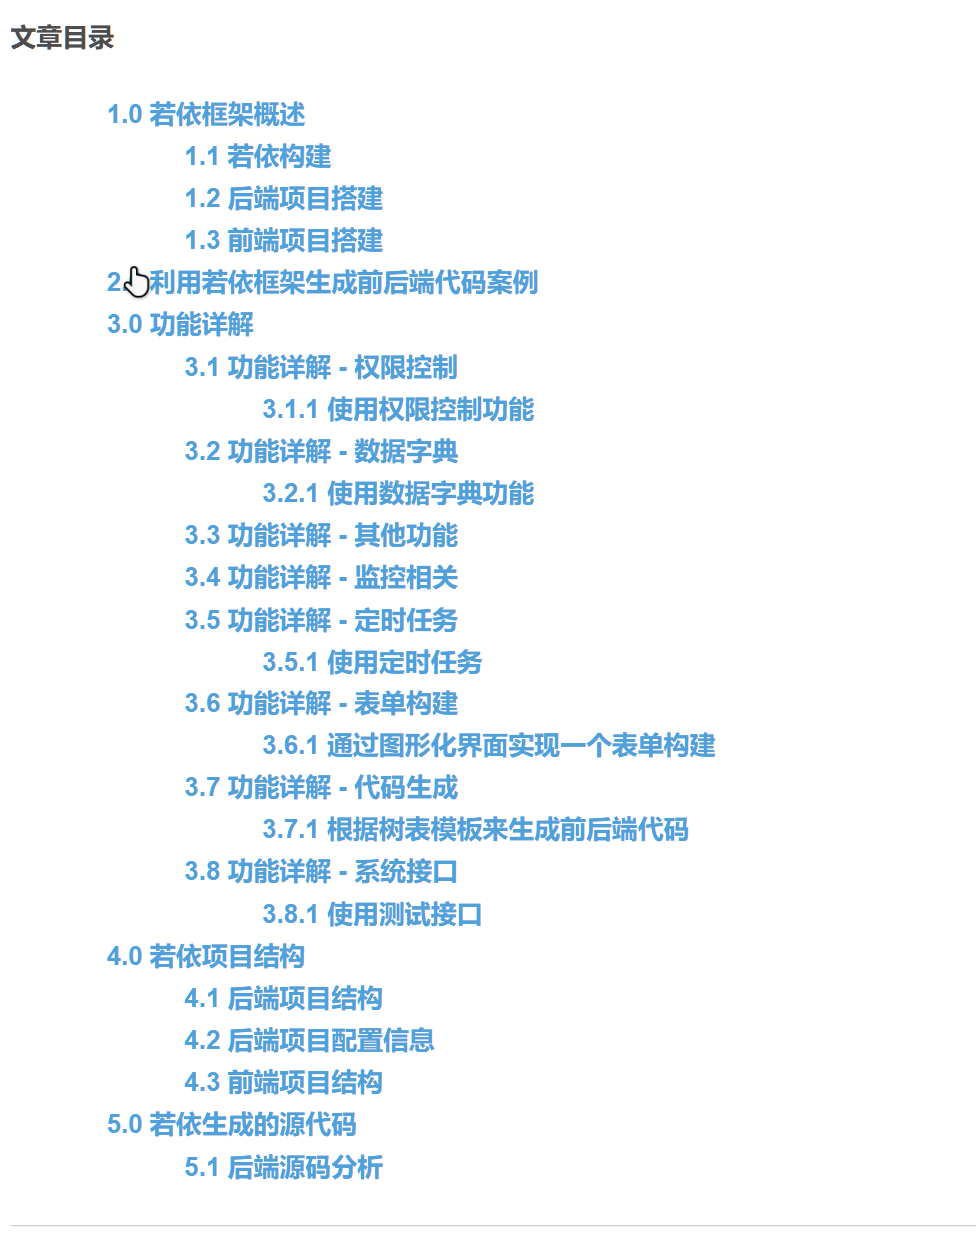 文章目录
1.0 若依框架概述
1.1 若依构建
1.2 后端项目搭建
1.3 前端项目搭建
2. 利用若依框架生成前后端代码案例
3.0 功能详解
3.1 功能详解 - 权限控制
3.1.1 使用权限控制功能
3.2 功能详解 - 数据字典
3.2.1 使用数据字典功能
3.3 功能详解 - 其他功能
3.4 功能详解 - 监控相关
3.5 功能详解 - 定时任务
3.5.1 使用定时任务
3.6 功能详解 - 表单构建
3.6.1 通过图形化界面实现一个表单构建
3.7 功能详解 - 代码生成
3.7.1 根据树表模板来生成前后端代码
3.8 功能详解 - 系统接口
3.8.1 使用测试接口
4.0 若依项目结构
4.1 后端项目结构
4.2 后端项目配置信息
4.3 前端项目结构
5.0 若依生成的源代码
5.1 后端源码分析